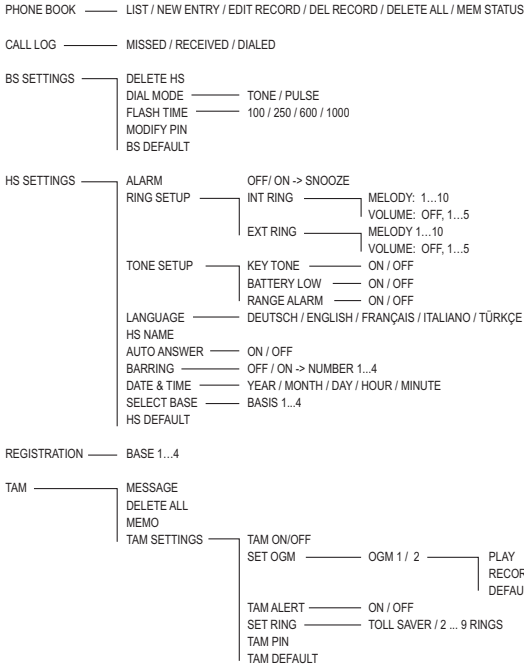 PHONE BOOK LIST / NEW ENTRY / EDIT RECORD / DEL RECORD / DELETE ALL / MEM STATUS
CALL LOG MISSED / RECEIVED / DIALED
BS SETTINGS DELETE HS
DIAL MODE TONE / PULSE
FLASH TIME 100 / 250 / 600 / 1000
MODIFY PIN
BS DEFAULT
HS SETTINGS ALARM OFF/ ON -> SNOOZE
RING SETUP INT RING MELODY: 1...10
VOLUME: OFF, 1...5
EXT RING MELODY 1...10
VOLUME: OFF, 1...5
TONE SETUP KEY TONE ON / OFF
BATTERY LOW ON / OFF
RANGE ALARM ON / OFF
LANGUAGE DEUTSCH / ENGLISH / FRANÇAIS / ITALIANO / TÜRKÇE
HS NAME
AUTO ANSWER ON / OFF
BARRING OFF / ON -> NUMBER 1...4
DATE & TIME YEAR / MONTH / DAY / HOUR / MINUTE
SELECT BASE BASIS 1...4
HS DEFAULT
REGISTRATION BASE 1...4
TAM MESSAGE
DELETE ALL
MEMO
TAM SETTINGS TAM ON/OFF
SET OGM OGM 1 / 2 PLAY
RECOR
DEFAU
TAM ALERT ON / OFF
SET RING TOLL SAVER / 2 ... 9 RINGS
TAM PIN
TAM DEFAULT